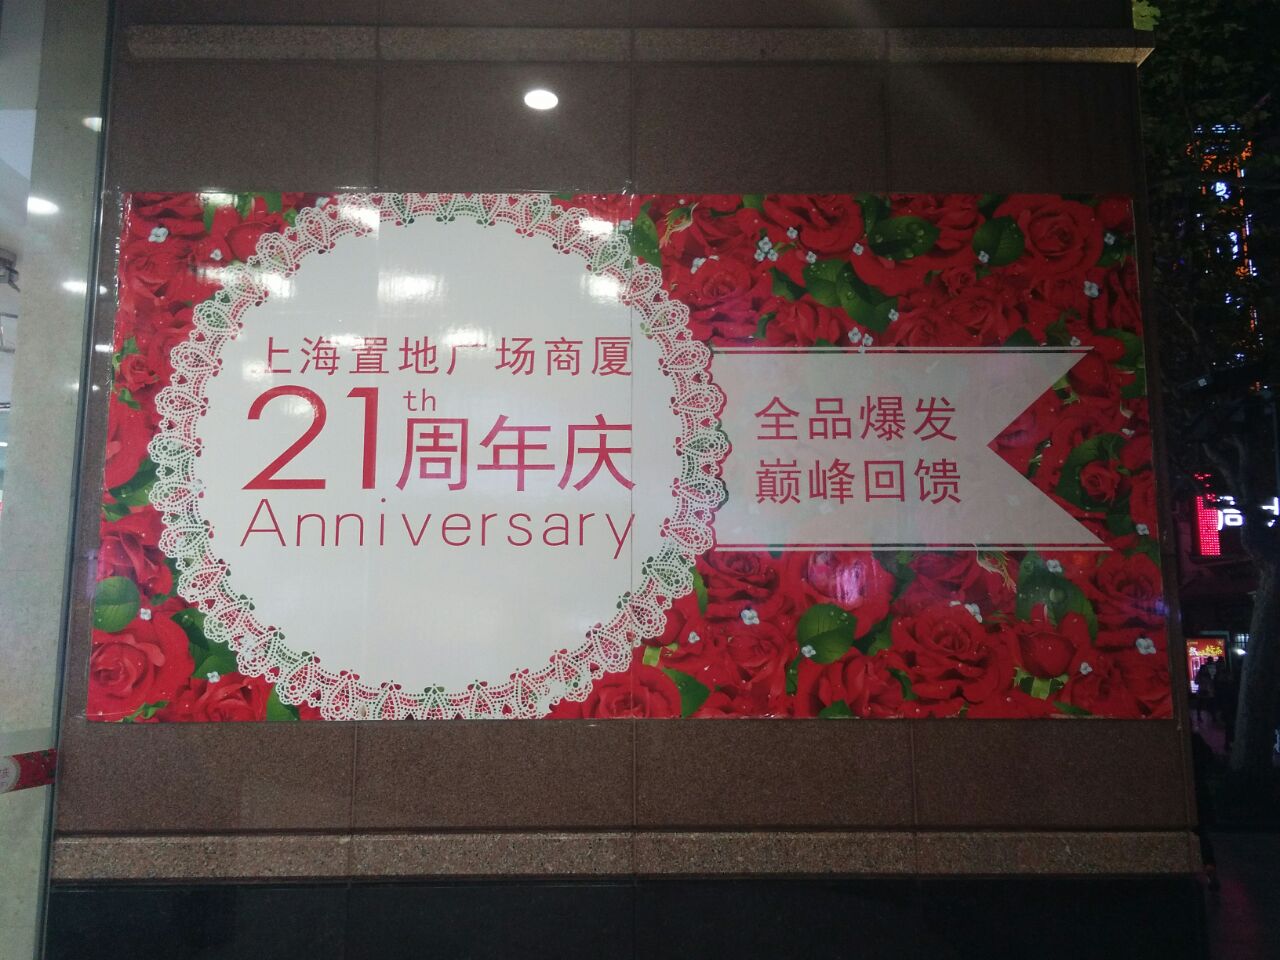 上海置地广场商厦
21th周年庆
Anniversary
全品爆发
巅峰回馈